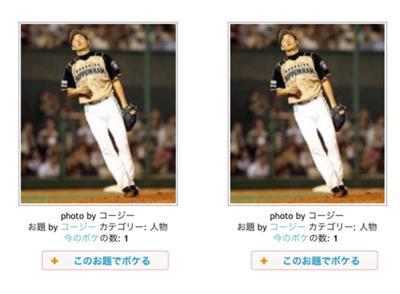 NIPPONHAM
NIPPONHAM
photo by コージー
photo by コージー
お題 by コージー カテゴリー: 人物
お題 by コージー カテゴリー: 人物
今のボケの数: 1
今のボケの数: 1
+ このお題でボケる
+ このお題でボケる